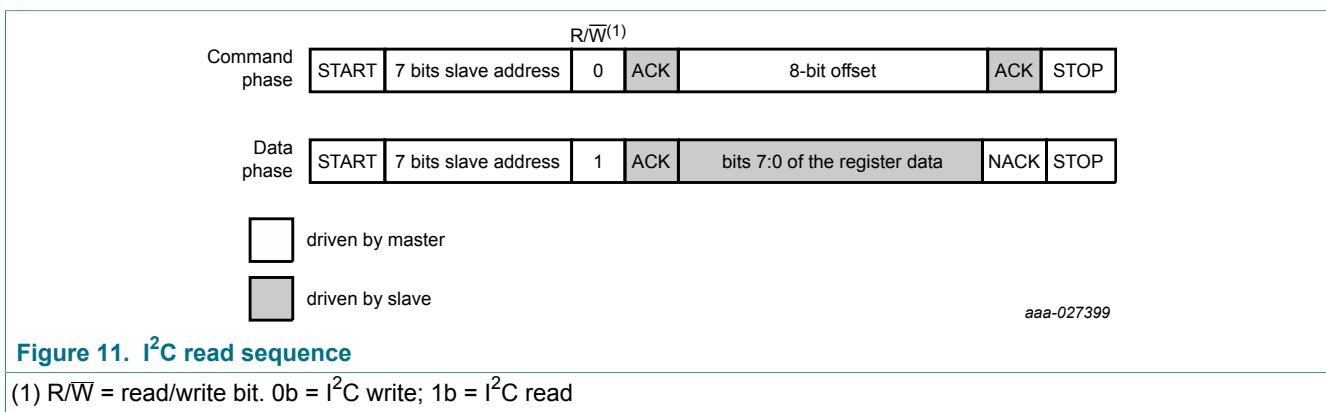 R/W̅(1)
Command phase START 7 bits slave address 0 ACK 8-bit offset ACK STOP
Data phase START 7 bits slave address 1 ACK bits 7:0 of the register data NACK STOP
driven by master
driven by slave
aaa-027399
Figure 11. I²C read sequence
(1) R/W̅ = read/write bit. 0b = I²C write; 1b = I²C read